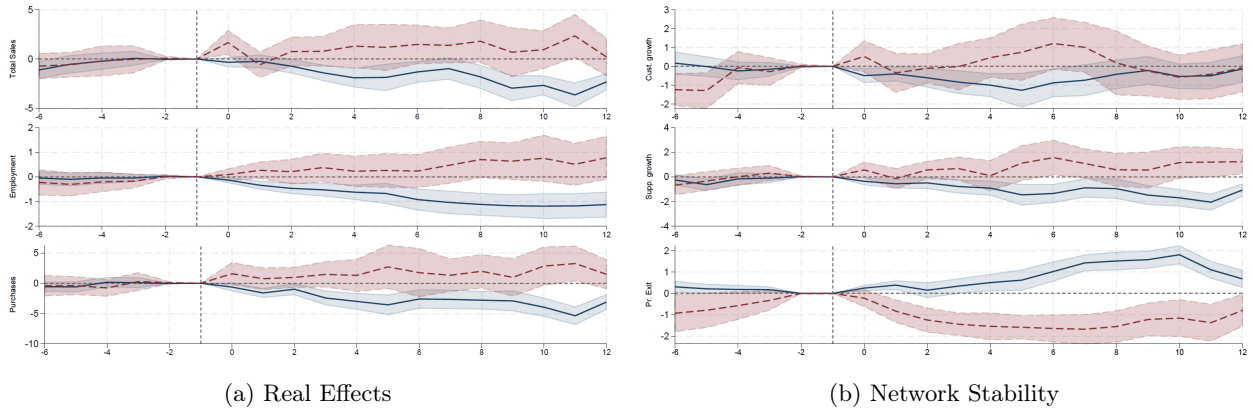 Total Sales
5
0
-5
-6 -4 -2 0 2 4 6 8 10 12
Employment
2
1
0
-1
-2
-6 -4 -2 0 2 4 6 8 10 12
Purchases
5
0
-5
-10
-6 -4 -2 0 2 4 6 8 10 12
(a) Real Effects
Cust. growth
3
2
1
0
-1
-2
-6 -4 -2 0 2 4 6 8 10 12
Supp. growth
4
2
0
-2
-4
-6 -4 -2 0 2 4 6 8 10 12
Pr. Exit
2
1
0
-1
-2
-6 -4 -2 0 2 4 6 8 10 12
(b) Network Stability